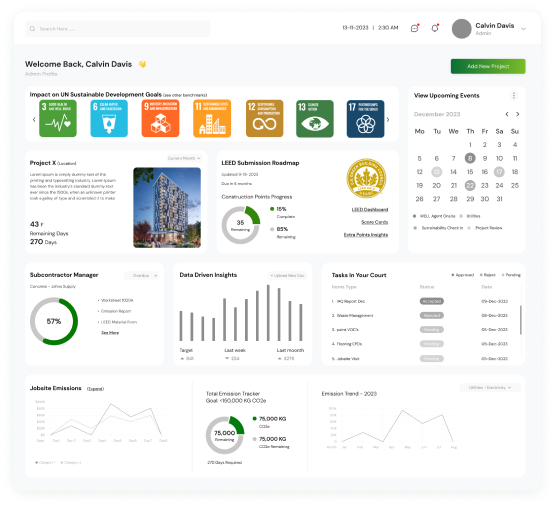 Search Here ....
13-11-2023 | 2:30 AM
Calvin Davis
Admin
Welcome Back, Calvin Davis
Admin Profile
Add New Project
Impact on UN Sustainable Development Goals (see other benchmarks)
3 GOOD HEALTH AND WELL-BEING
6 CLEAN WATER AND SANITATION
9 INDUSTRY, INNOVATION AND INFRASTRUCTURE
11 SUSTAINABLE CITIES AND COMMUNITIES
12 RESPONSIBLE CONSUMPTION AND PRODUCTION
13 CLIMATE ACTION
17 PARTNERSHIPS FOR THE GOALS
View Upcoming Events
December 2023
Mo Tu We Th Fr Sa Su
1 2 3 4
5 6 7 8 9 10 11
12 13 14 15 16 17 18
19 20 21 22 23 24 25
26 27 28 29 30 31
WELL Agent Onsite
Utilities
Sustainability Check in
Project Review
Project X (Location)
Current Month
Lorem Ipsum is simply dummy text of the printing and typesetting industry. Lorem Ipsum has been the industry's standard dummy text ever since the 1500s, when an unknown printer took a galley of type and scrambled it to make
43 F
Remaining Days
270 Days
LEED Submission Roadmap
Updated 9-15-2023
Due in 6 months
Construction Points Progress
35
Remaining
15%
Complete
85%
Remaining
LEED Dashboard
Score Cards
Extra Points Insights
Subcontractor Manager
Overdue
Concrete - Johns Supply
57%
Worksheet 1020A
Emission Report
LEED Material Form
See More
Data Driven Insights
+ Upload New Doc
Target
Last week
Last moonth
Tasks in Your Court
Approved
Reject
Pending
Items Type
Status
Date
1. IAQ Report Dec
Accepted
09-Dec-2023
2. Waste Management
Rejected
08-Dec-2023
3. paint VOC's
Pending
05-Dec-2023
4. Flooring EPD's
Pending
05-Dec-2023
5. Jobsite Visit
Pending
05-Dec-2023
Jobsite Emissions (Expand)
Total Emission Tracker
Goal: <150,000 KG CO2e
75,000
Remaining
75,000 KG
CO2e
75,000 KG
CO2e Remaining
270 Days Required
Emission Trend - 2023
Utilities - Electricity